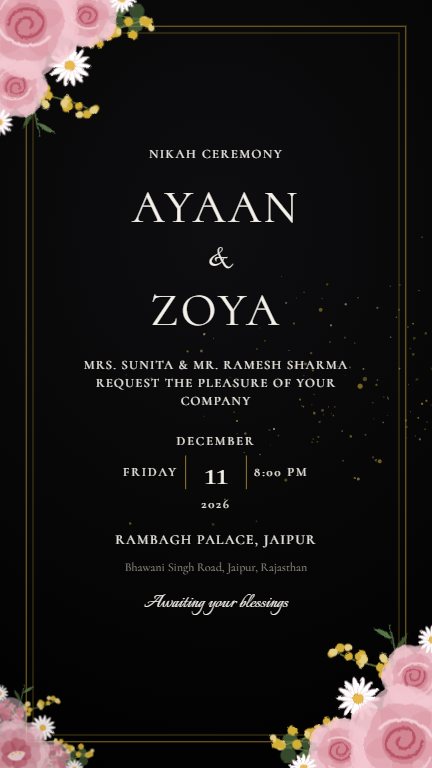 NIKAH CEREMONY
AYAAN
&
ZOYA
MRS. SUNITA & MR. RAMESH SHARMA
REQUEST THE PLEASURE OF YOUR
COMPANY
DECEMBER
FRIDAY 11 8:00 PM
2026
RAMBAGH PALACE, JAIPUR
Bhawani Singh Road, Jaipur, Rajasthan
Awaiting your blessings